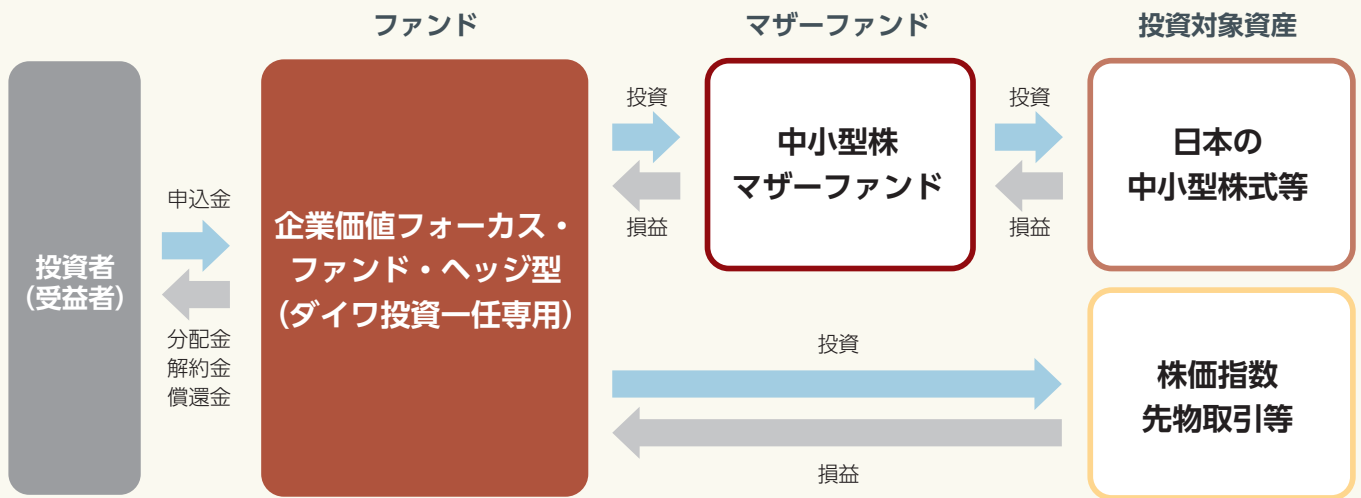 ファンド
マザーファンド
投資対象資産
投資者
(受益者)
申込金
分配金
解約金
償還金
企業価値フォーカス・
ファンド・ヘッジ型
(ダイワ投資一任専用)
投資
損益
中小型株
マザーファンド
投資
損益
日本の
中小型株式等
投資
損益
株価指数
先物取引等